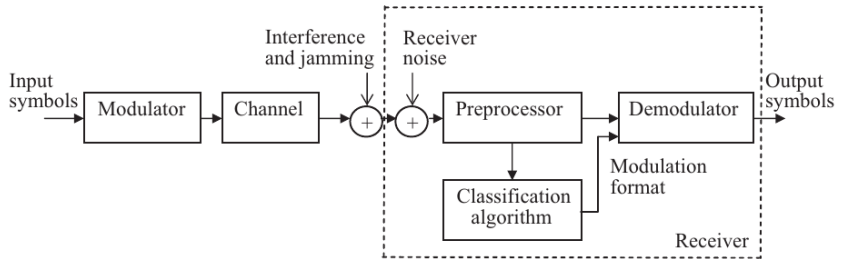 Interference
and jamming
Receiver
noise
Input
symbols
Modulator
Channel
+
+
Preprocessor
Demodulator
Output
symbols
Classification
algorithm
Modulation
format
Receiver